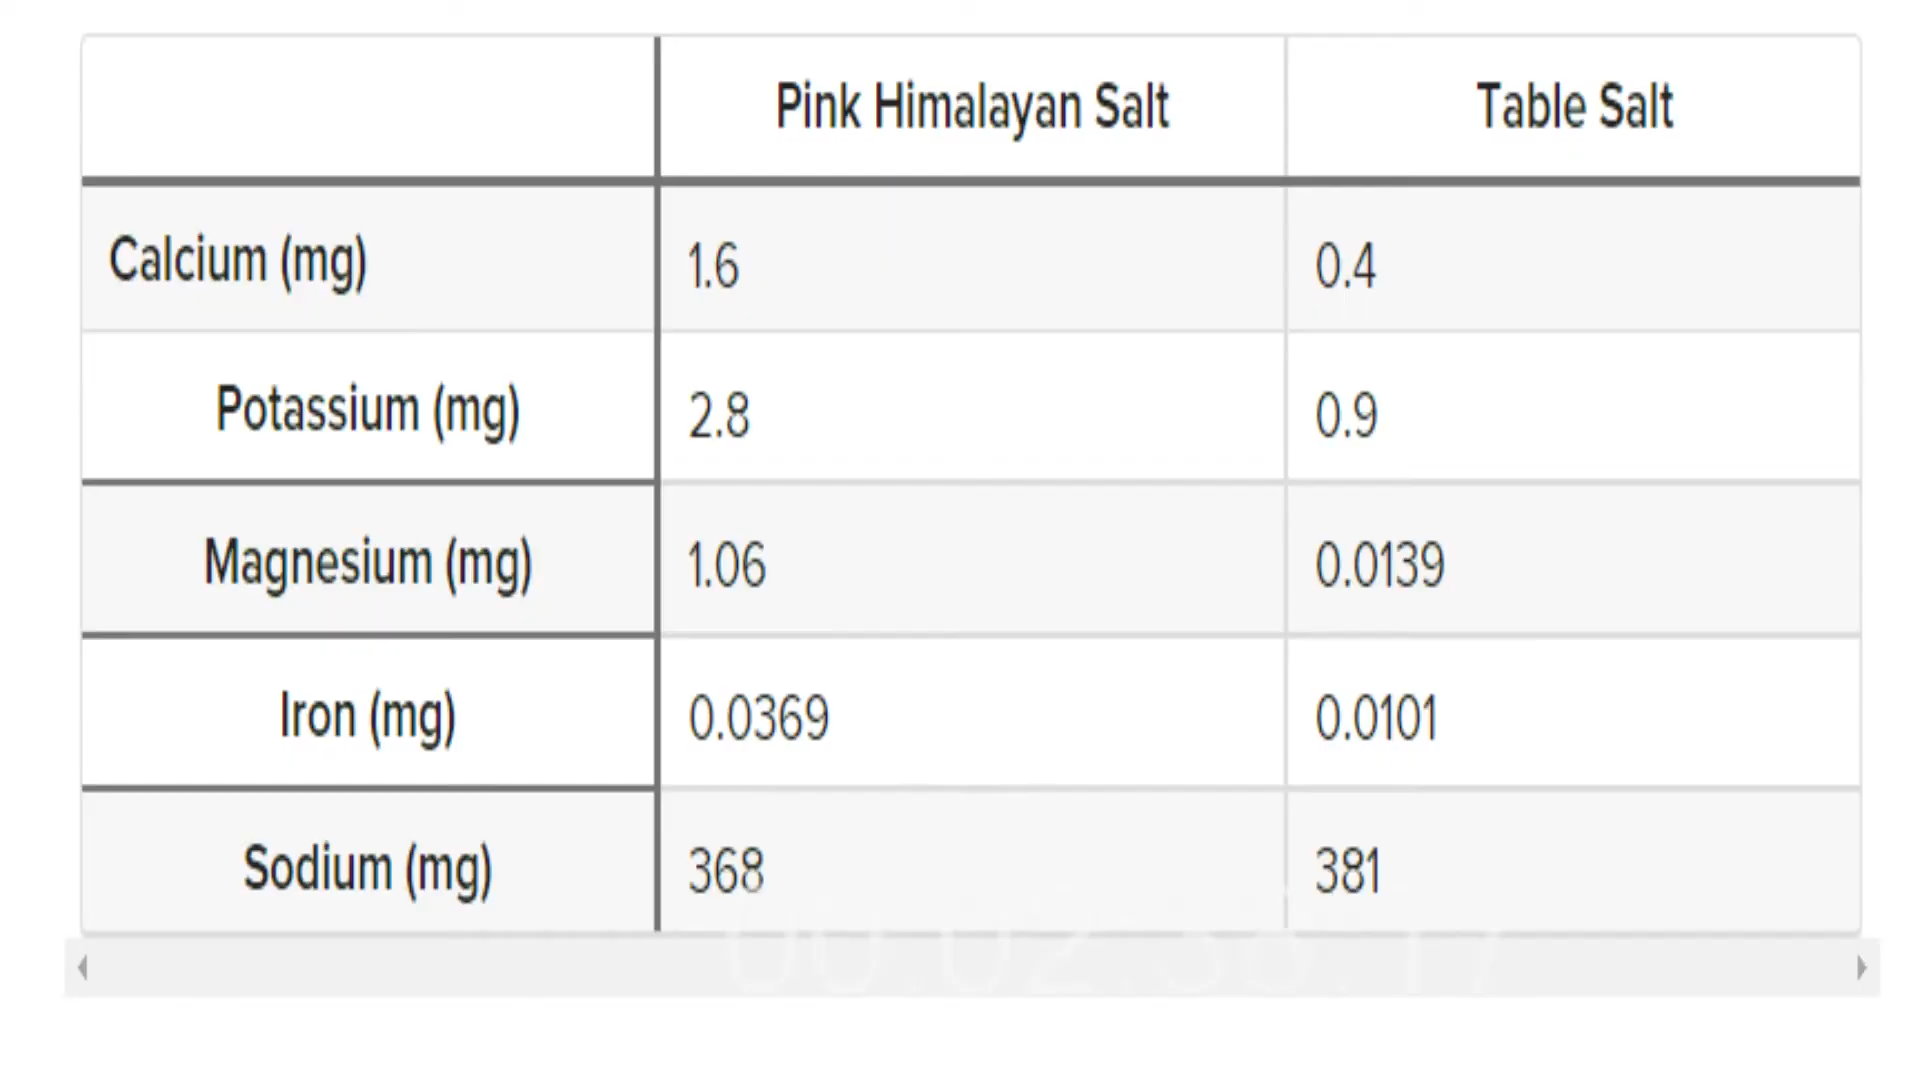 Pink Himalayan Salt Table Salt
Calcium (mg) 1.6 0.4
Potassium (mg) 2.8 0.9
Magnesium (mg) 1.06 0.0139
Iron (mg) 0.0369 0.0101
Sodium (mg) 368 381